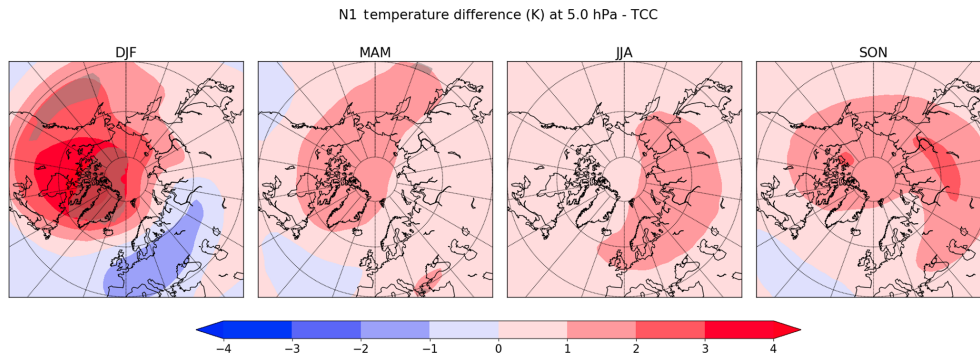 N1 temperature difference (K) at 5.0 hPa - TCC
DJF
MAM
JJA
SON
−4
−3
−2
−1
0
1
2
3
4